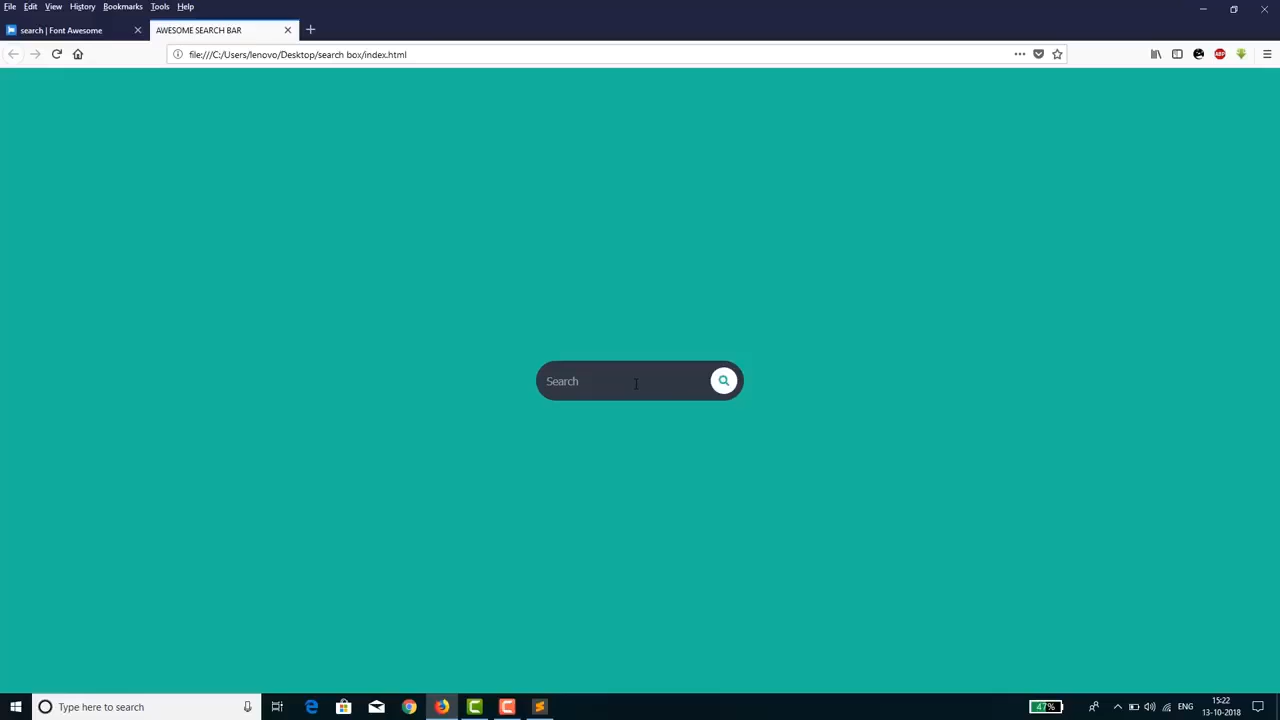 File Edit View History Bookmarks Tools Help
search | Font Awesome
AWESOME SEARCH BAR
file:///C:/Users/lenovo/Desktop/search box/index.html
ABP
Search
Type here to search
47%
ENG
15:22
13-10-2018